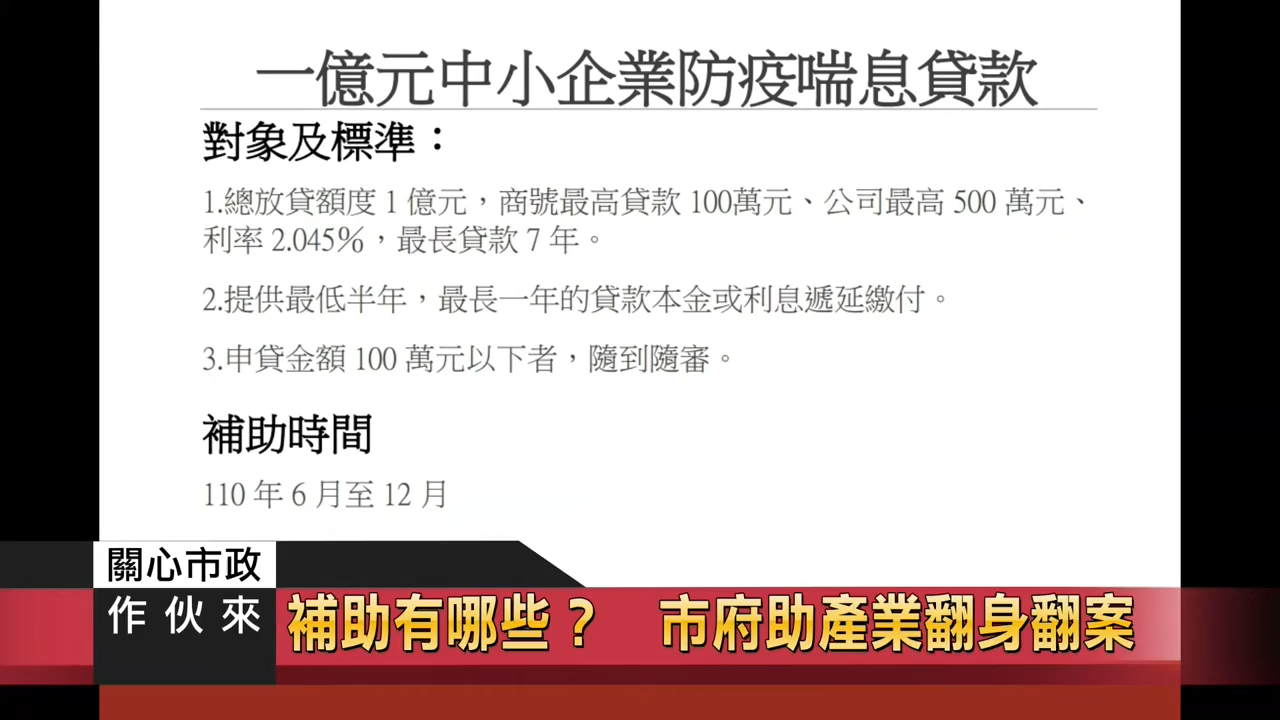 一億元中小企業防疫喘息貸款
對象及標準：
1.總放貸額度 1 億元，商號最高貸款 100萬元、公司最高 500 萬元、
利率 2.045%，最長貸款 7 年。
2.提供最低半年，最長一年的貸款本金或利息遞延繳付。
3.申貸金額 100 萬元以下者，隨到隨審。
補助時間
110 年 6 月至 12 月
關心市政
作伙來
補助有哪些？ 市府助產業翻身翻案